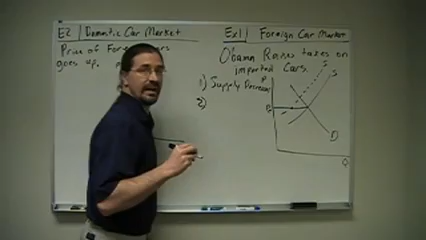 E2 Domestic Car Market
Price of For cars
goes up.
Ex1 Foreign Car Market
Obama Raises taxes on
imported Cars.
1) Supply Decreases
2)
P
S
S
D
Q